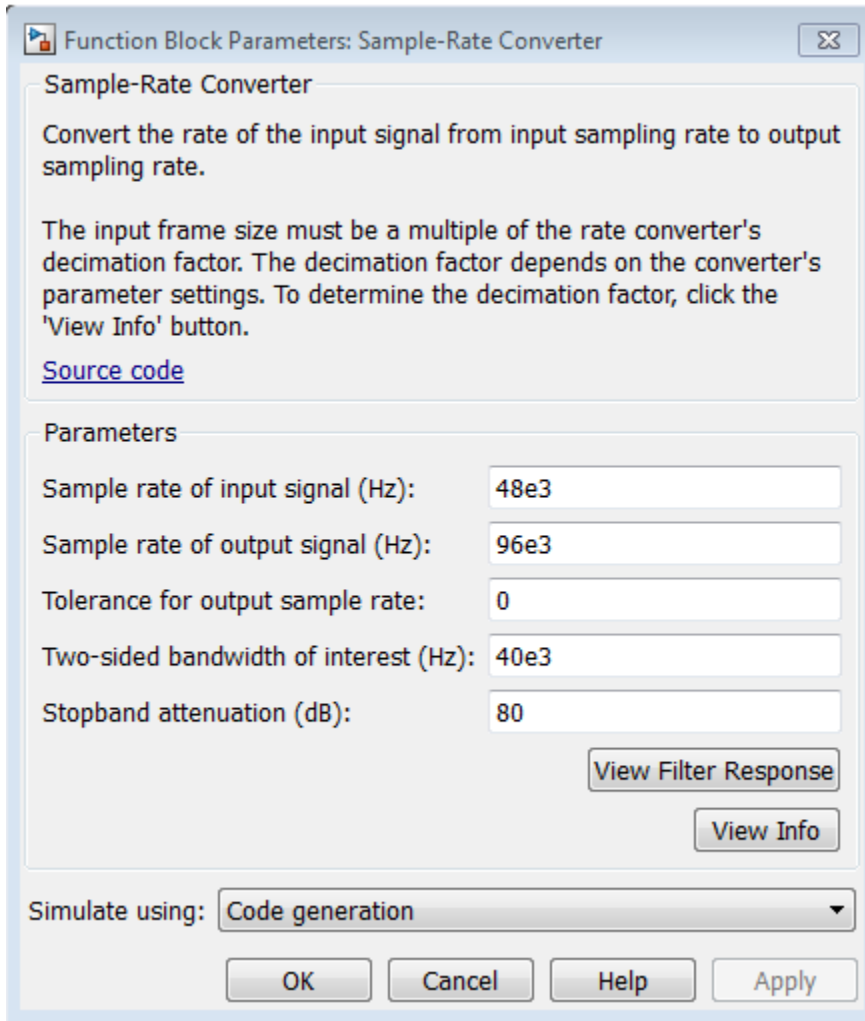 Function Block Parameters: Sample-Rate Converter
Sample-Rate Converter
Convert the rate of the input signal from input sampling rate to output
sampling rate.
The input frame size must be a multiple of the rate converter's
decimation factor. The decimation factor depends on the converter's
parameter settings. To determine the decimation factor, click the
'View Info' button.
Source code
Parameters
Sample rate of input signal (Hz): 48e3
Sample rate of output signal (Hz): 96e3
Tolerance for output sample rate: 0
Two-sided bandwidth of interest (Hz): 40e3
Stopband attenuation (dB): 80
View Filter Response
View Info
Simulate using: Code generation
OK Cancel Help Apply